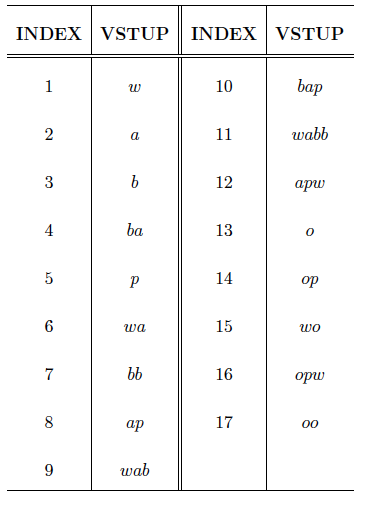 INDEX VSTUP INDEX VSTUP
1 w 10 bap
2 a 11 wabb
3 b 12 apw
4 ba 13 o
5 p 14 op
6 wa 15 wo
7 bb 16 opw
8 ap 17 oo
9 wab